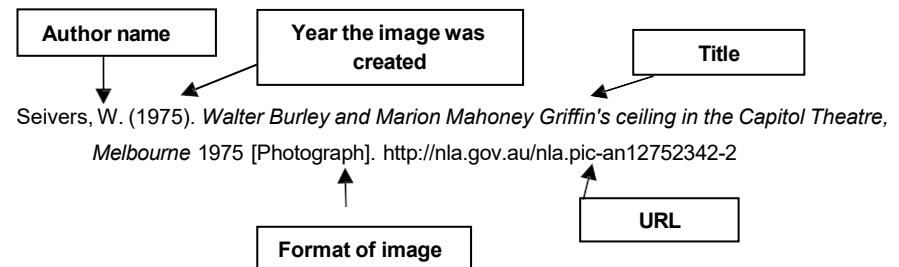 Author name
Year the image was
created
Title
Seivers, W. (1975). Walter Burley and Marion Mahoney Griffin's ceiling in the Capitol Theatre,
Melbourne 1975 [Photograph]. http://nla.gov.au/nla.pic-an12752342-2
Format of image
URL